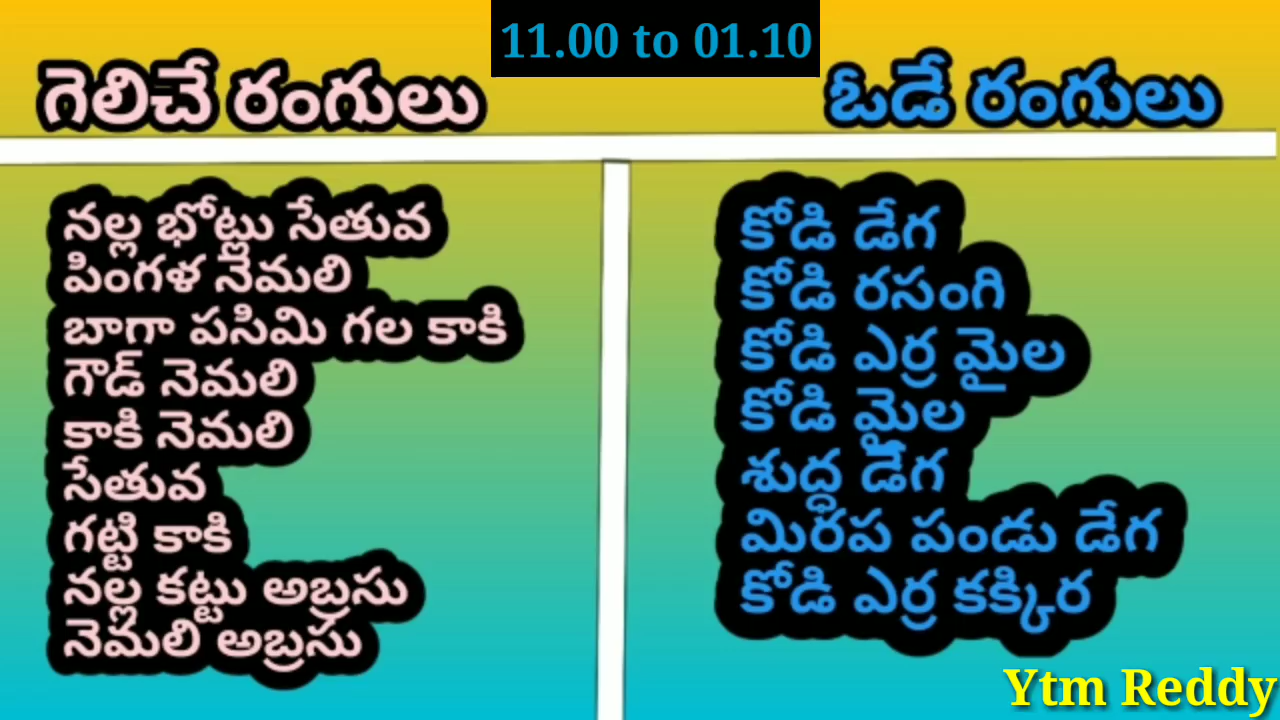 11.00 to 01.10
గెలిచే రంగులు
నల్ల భోట్లు సేతువ
పింగళ నెమలి
బాగా పసిమి గల కాకి
గౌడ్ నెమలి
కాకి నెమలి
సేతువ
గట్టి కాకి
నల్ల కట్టు అబ్రసు
నెమలి అబ్రసు
ఓడే రంగులు
కోడి డేగ
కోడి రసంగి
కోడి ఎర్ర మైల
కోడి మైల
శుద్ధ డేగ
మిరప పండు డేగ
కోడి ఎర్ర కక్కిర
Ytm Reddy